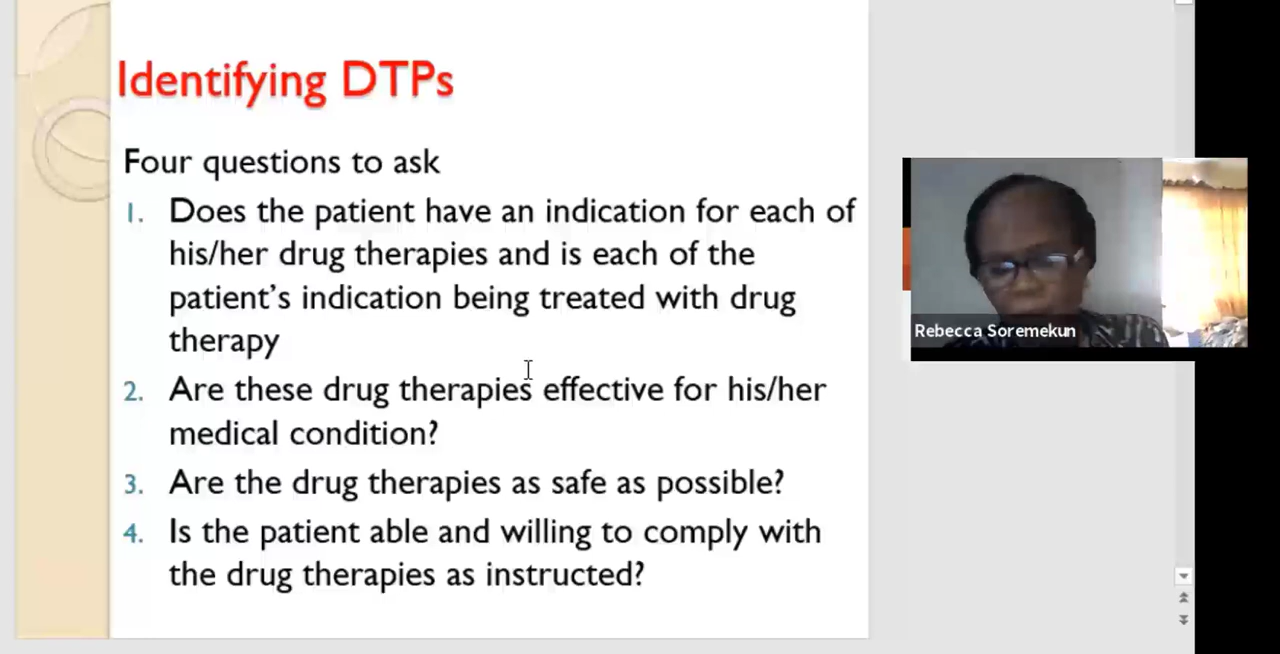 Identifying DTPs
Four questions to ask
1. Does the patient have an indication for each of
his/her drug therapies and is each of the
patient's indication being treated with drug
therapy
2. Are these drug therapies effective for his/her
medical condition?
3. Are the drug therapies as safe as possible?
4. Is the patient able and willing to comply with
the drug therapies as instructed?
Rebecca Soremekun